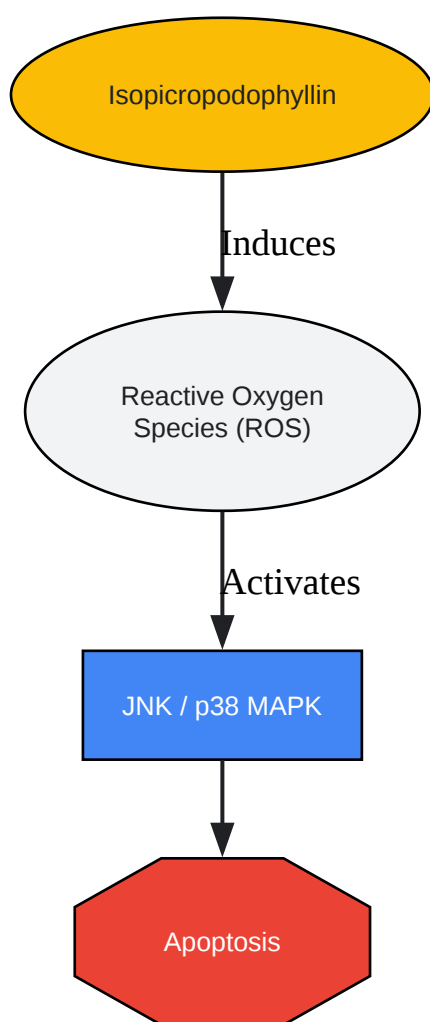 Isopicropodophyllin
Induces
Reactive Oxygen
Species (ROS)
Activates
JNK / p38 MAPK
Apoptosis